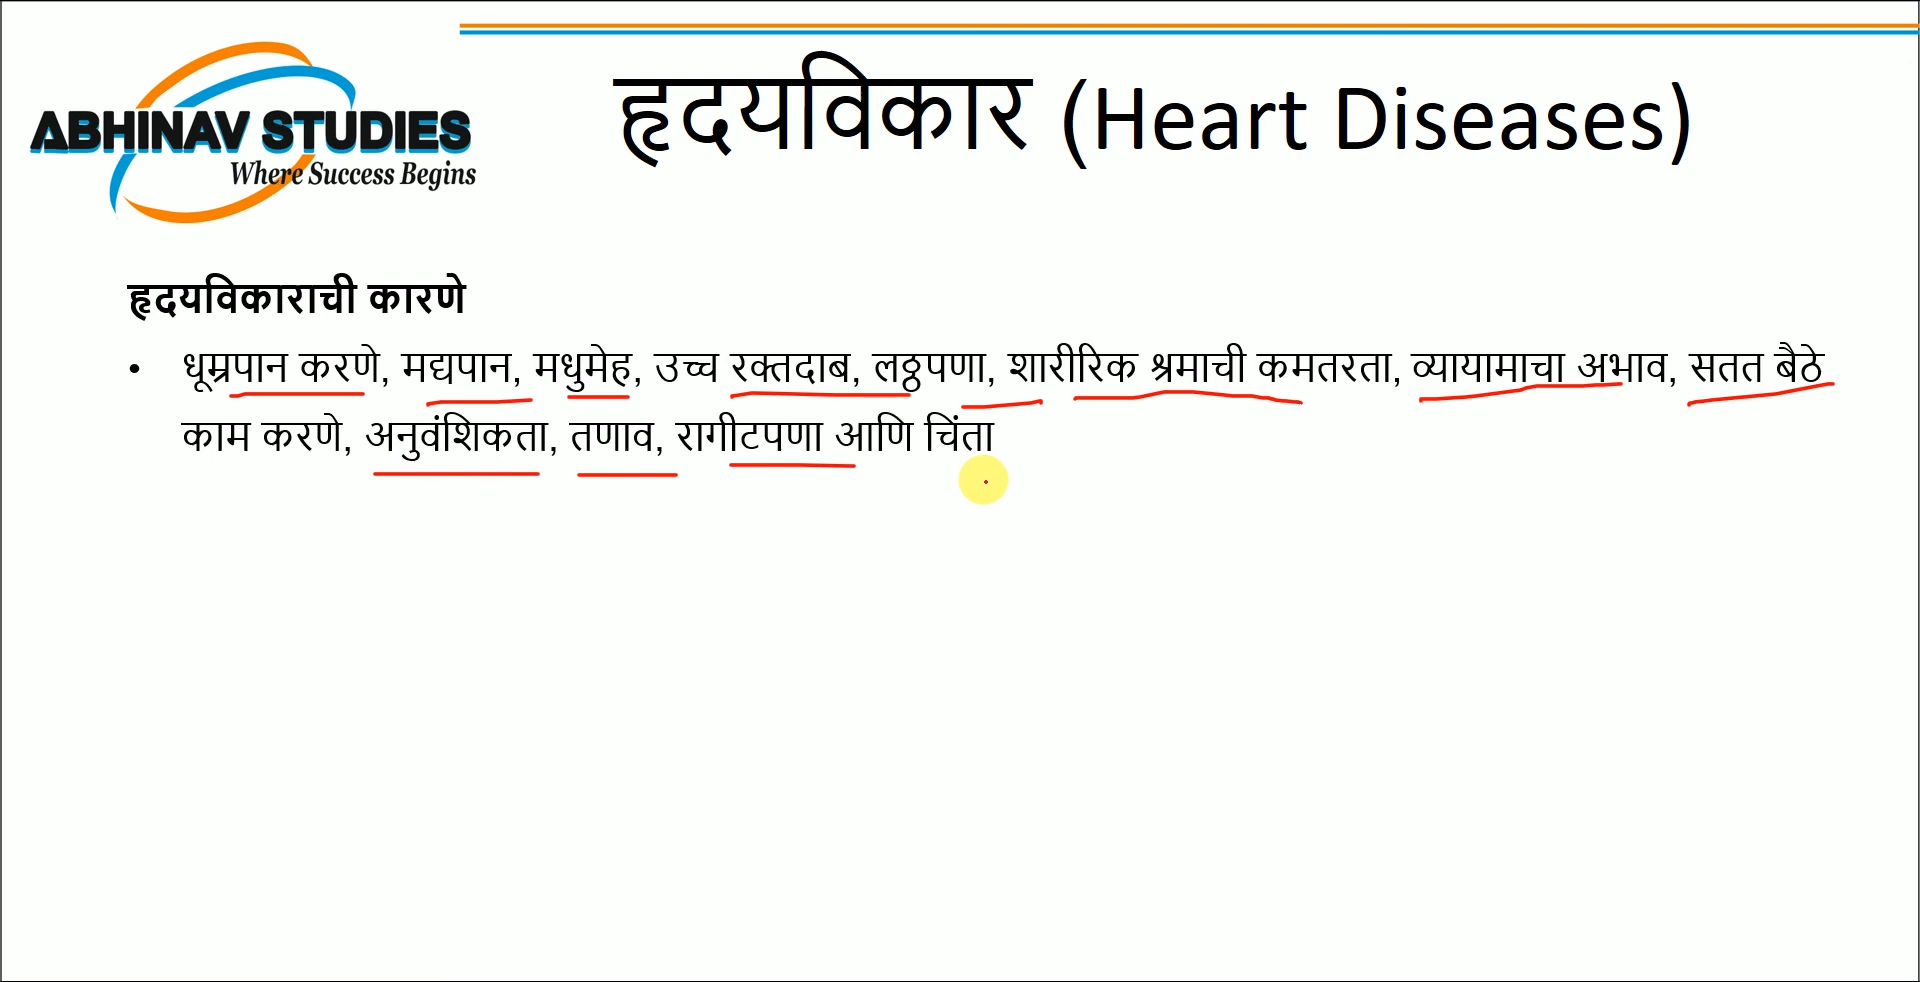 ABHINAV STUDIES
Where Success Begins
हृदयविकार (Heart Diseases)
हृदयविकाराची कारणे
• धूम्रपान करणे, मद्यपान, मधुमेह, उच्च रक्तदाब, लठ्ठपणा, शारीरिक श्रमाची कमतरता, व्यायामाचा अभाव, सतत बैठे
काम करणे, अनुवंशिकता, तणाव, रागीटपणा आणि चिंता